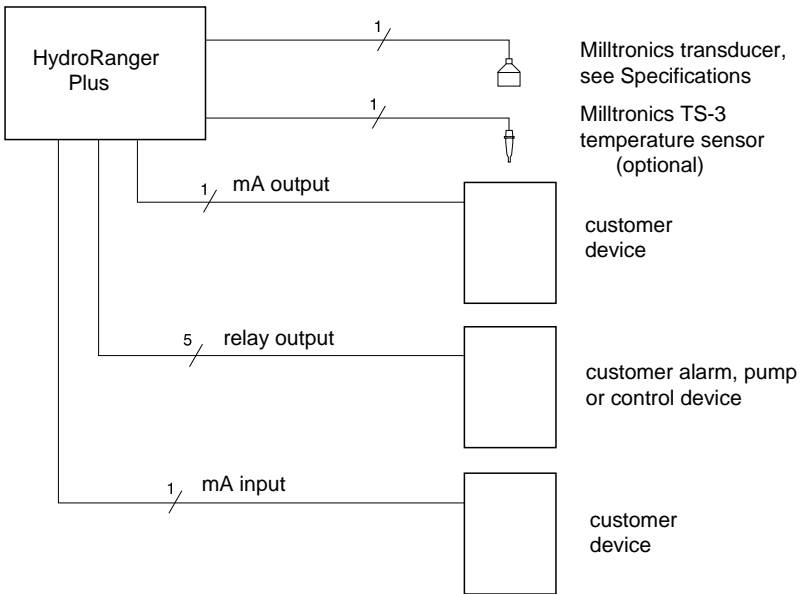 HydroRanger
Plus
1
Milltronics transducer,
see Specifications
1
Milltronics TS-3
temperature sensor
(optional)
1
mA output
customer
device
5
relay output
customer alarm, pump
or control device
1
mA input
customer
device